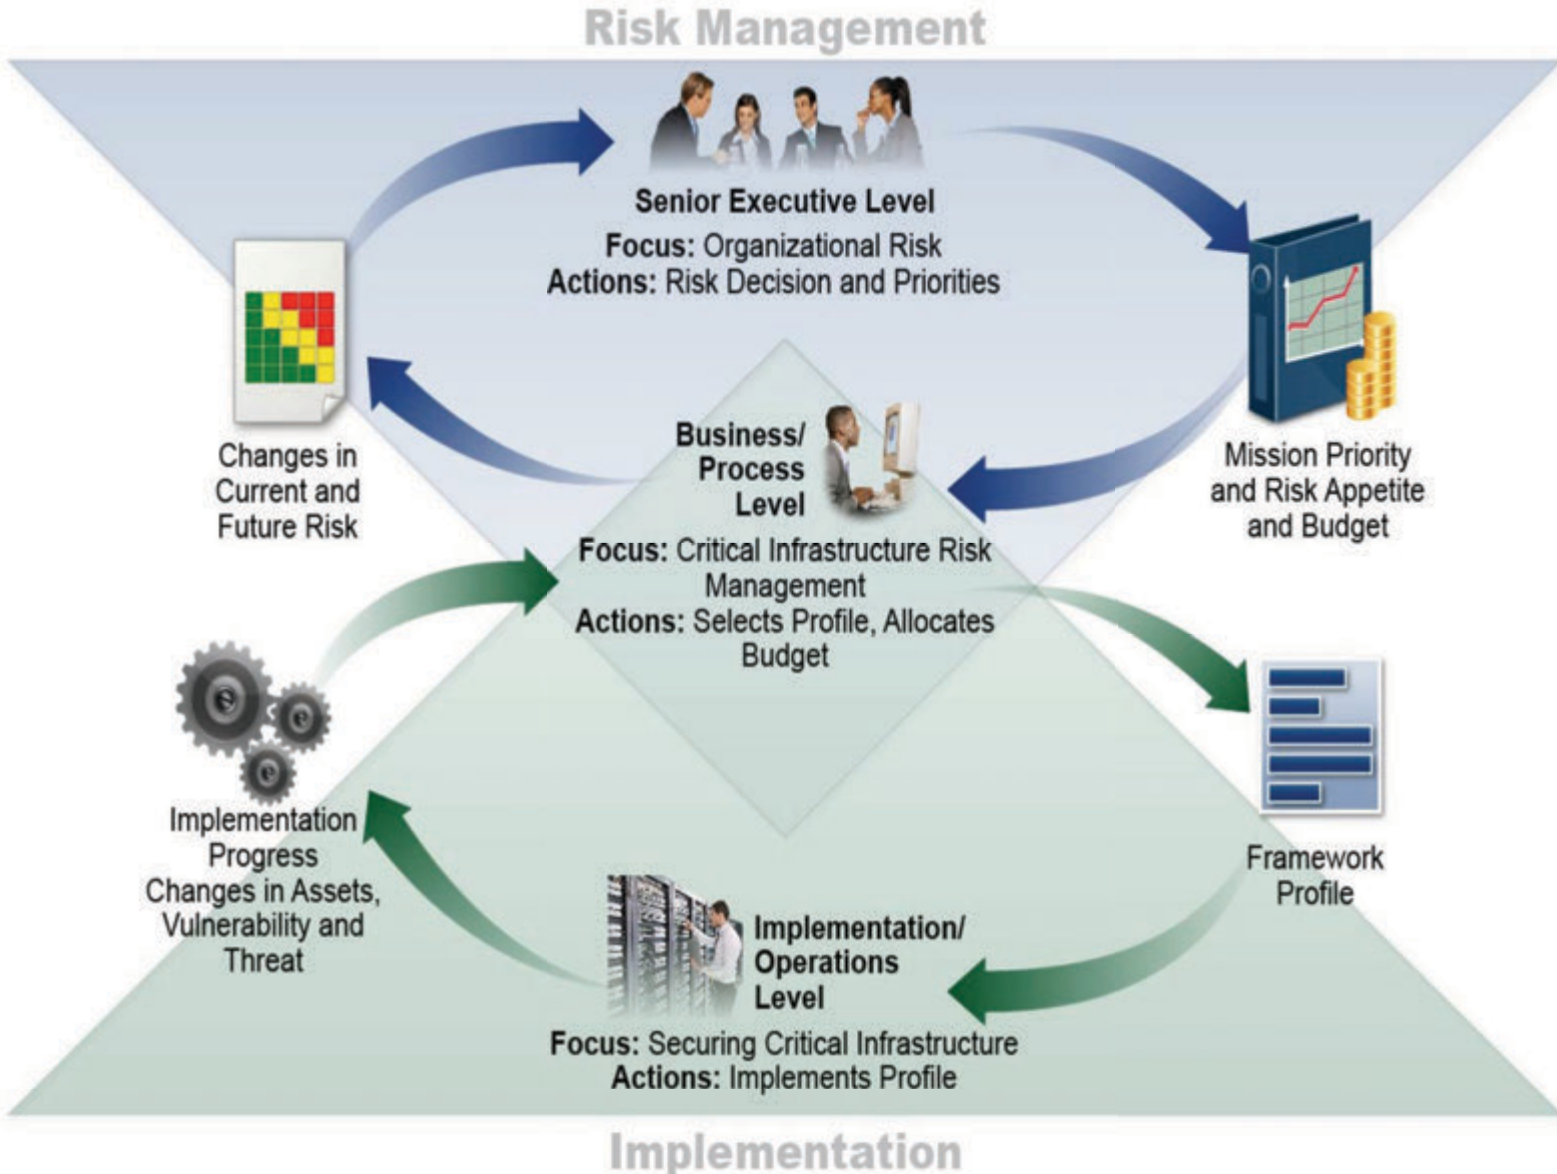 Risk Management
Senior Executive Level
Focus: Organizational Risk
Actions: Risk Decision and Priorities
Changes in
Current and
Future Risk
Mission Priority
and Risk Appetite
and Budget
Business/
Process
Level
Focus: Critical Infrastructure Risk
Management
Actions: Selects Profile, Allocates
Budget
Implementation
Progress
Changes in Assets,
Vulnerability and
Threat
Framework
Profile
Implementation/
Operations
Level
Focus: Securing Critical Infrastructure
Actions: Implements Profile
Implementation